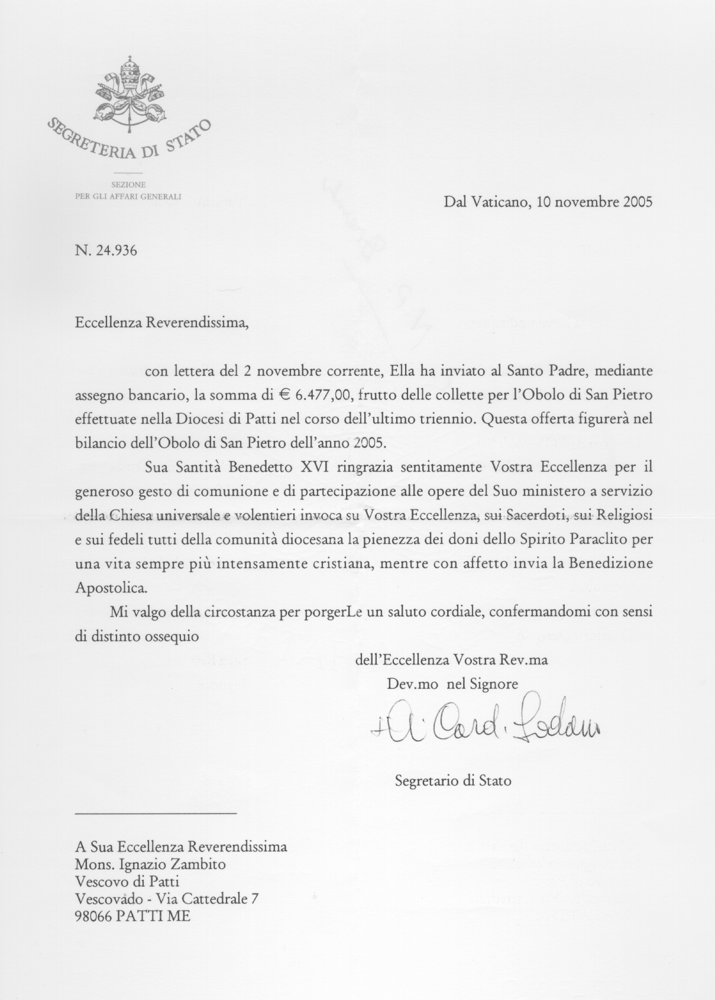 SEGRETERIA DI STATO
SEZIONE
PER GLI AFFARI GENERALI
Dal Vaticano, 10 novembre 2005
N. 24.936
Eccellenza Reverendissima,
con lettera del 2 novembre corrente, Ella ha inviato al Santo Padre, mediante
assegno bancario, la somma di € 6.477,00, frutto delle collette per l'Obolo di San Pietro
effettuate nella Diocesi di Patti nel corso dell'ultimo triennio. Questa offerta figurerà nel
bilancio dell'Obolo di San Pietro dell'anno 2005.
Sua Santità Benedetto XVI ringrazia sentitamente Vostra Eccellenza per il
generoso gesto di comunione e di partecipazione alle opere del Suo ministero a servizio
della Chiesa universale e volentieri invoca su Vostra Eccellenza, sui Sacerdoti, sui Religiosi
e sui fedeli tutti della comunità diocesana la pienezza dei doni dello Spirito Paraclito per
una vita sempre più intensamente cristiana, mentre con affetto invia la Benedizione
Apostolica.
Mi valgo della circostanza per porgerLe un saluto cordiale, confermandomi con sensi
di distinto ossequio
dell'Eccellenza Vostra Rev.ma
Dev.mo nel Signore
+ A. Card. Sodano
Segretario di Stato
A Sua Eccellenza Reverendissima
Mons. Ignazio Zambito
Vescovo di Patti
Vescovado - Via Cattedrale 7
98066 PATTI ME